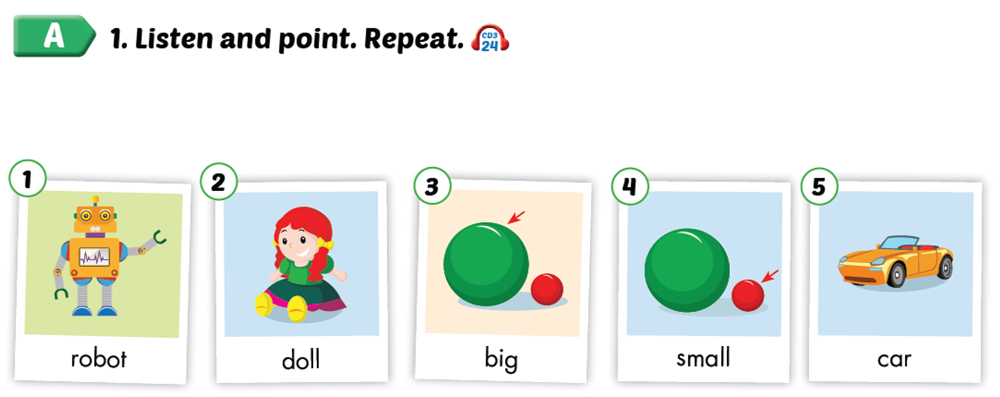 A
1. Listen and point. Repeat.
CD3
24
1
2
3
4
5
robot
doll
big
small
car